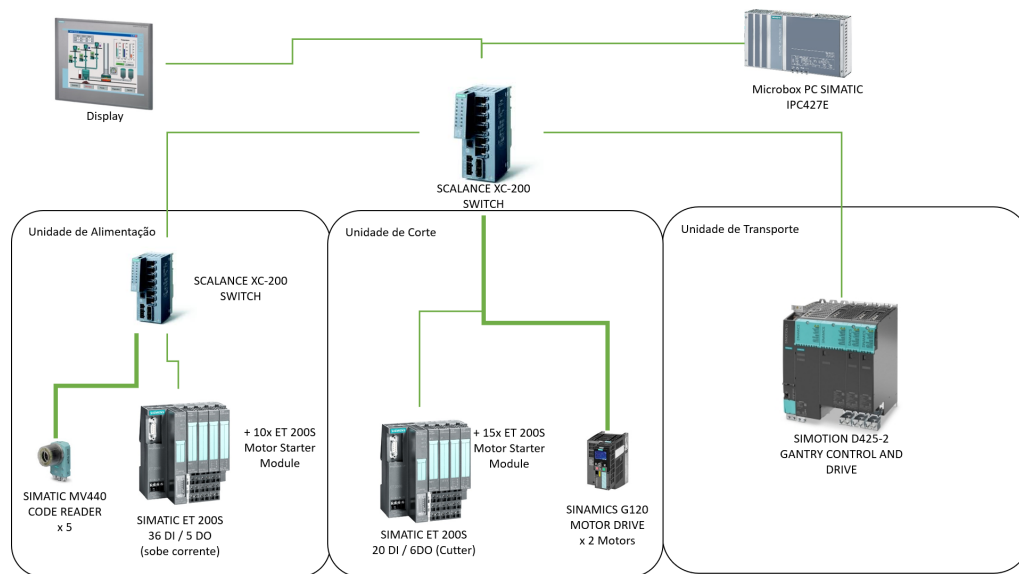 Display
Microbox PC SIMATIC
IPC427E
SCALANCE XC-200
SWITCH
Unidade de Alimentação
Unidade de Corte
Unidade de Transporte
SCALANCE XC-200
SWITCH
+ 10x ET 200S
Motor Starter
Module
+ 15x ET 200S
Motor Starter
Module
SIMOTION D425-2
GANTRY CONTROL AND
DRIVE
SIMATIC MV440
CODE READER
x 5
SIMATIC ET 200S
36 DI / 5 DO
(sobe corrente)
SIMATIC ET 200S
20 DI / 6DO (Cutter)
SINAMICS G120
MOTOR DRIVE
x 2 Motors